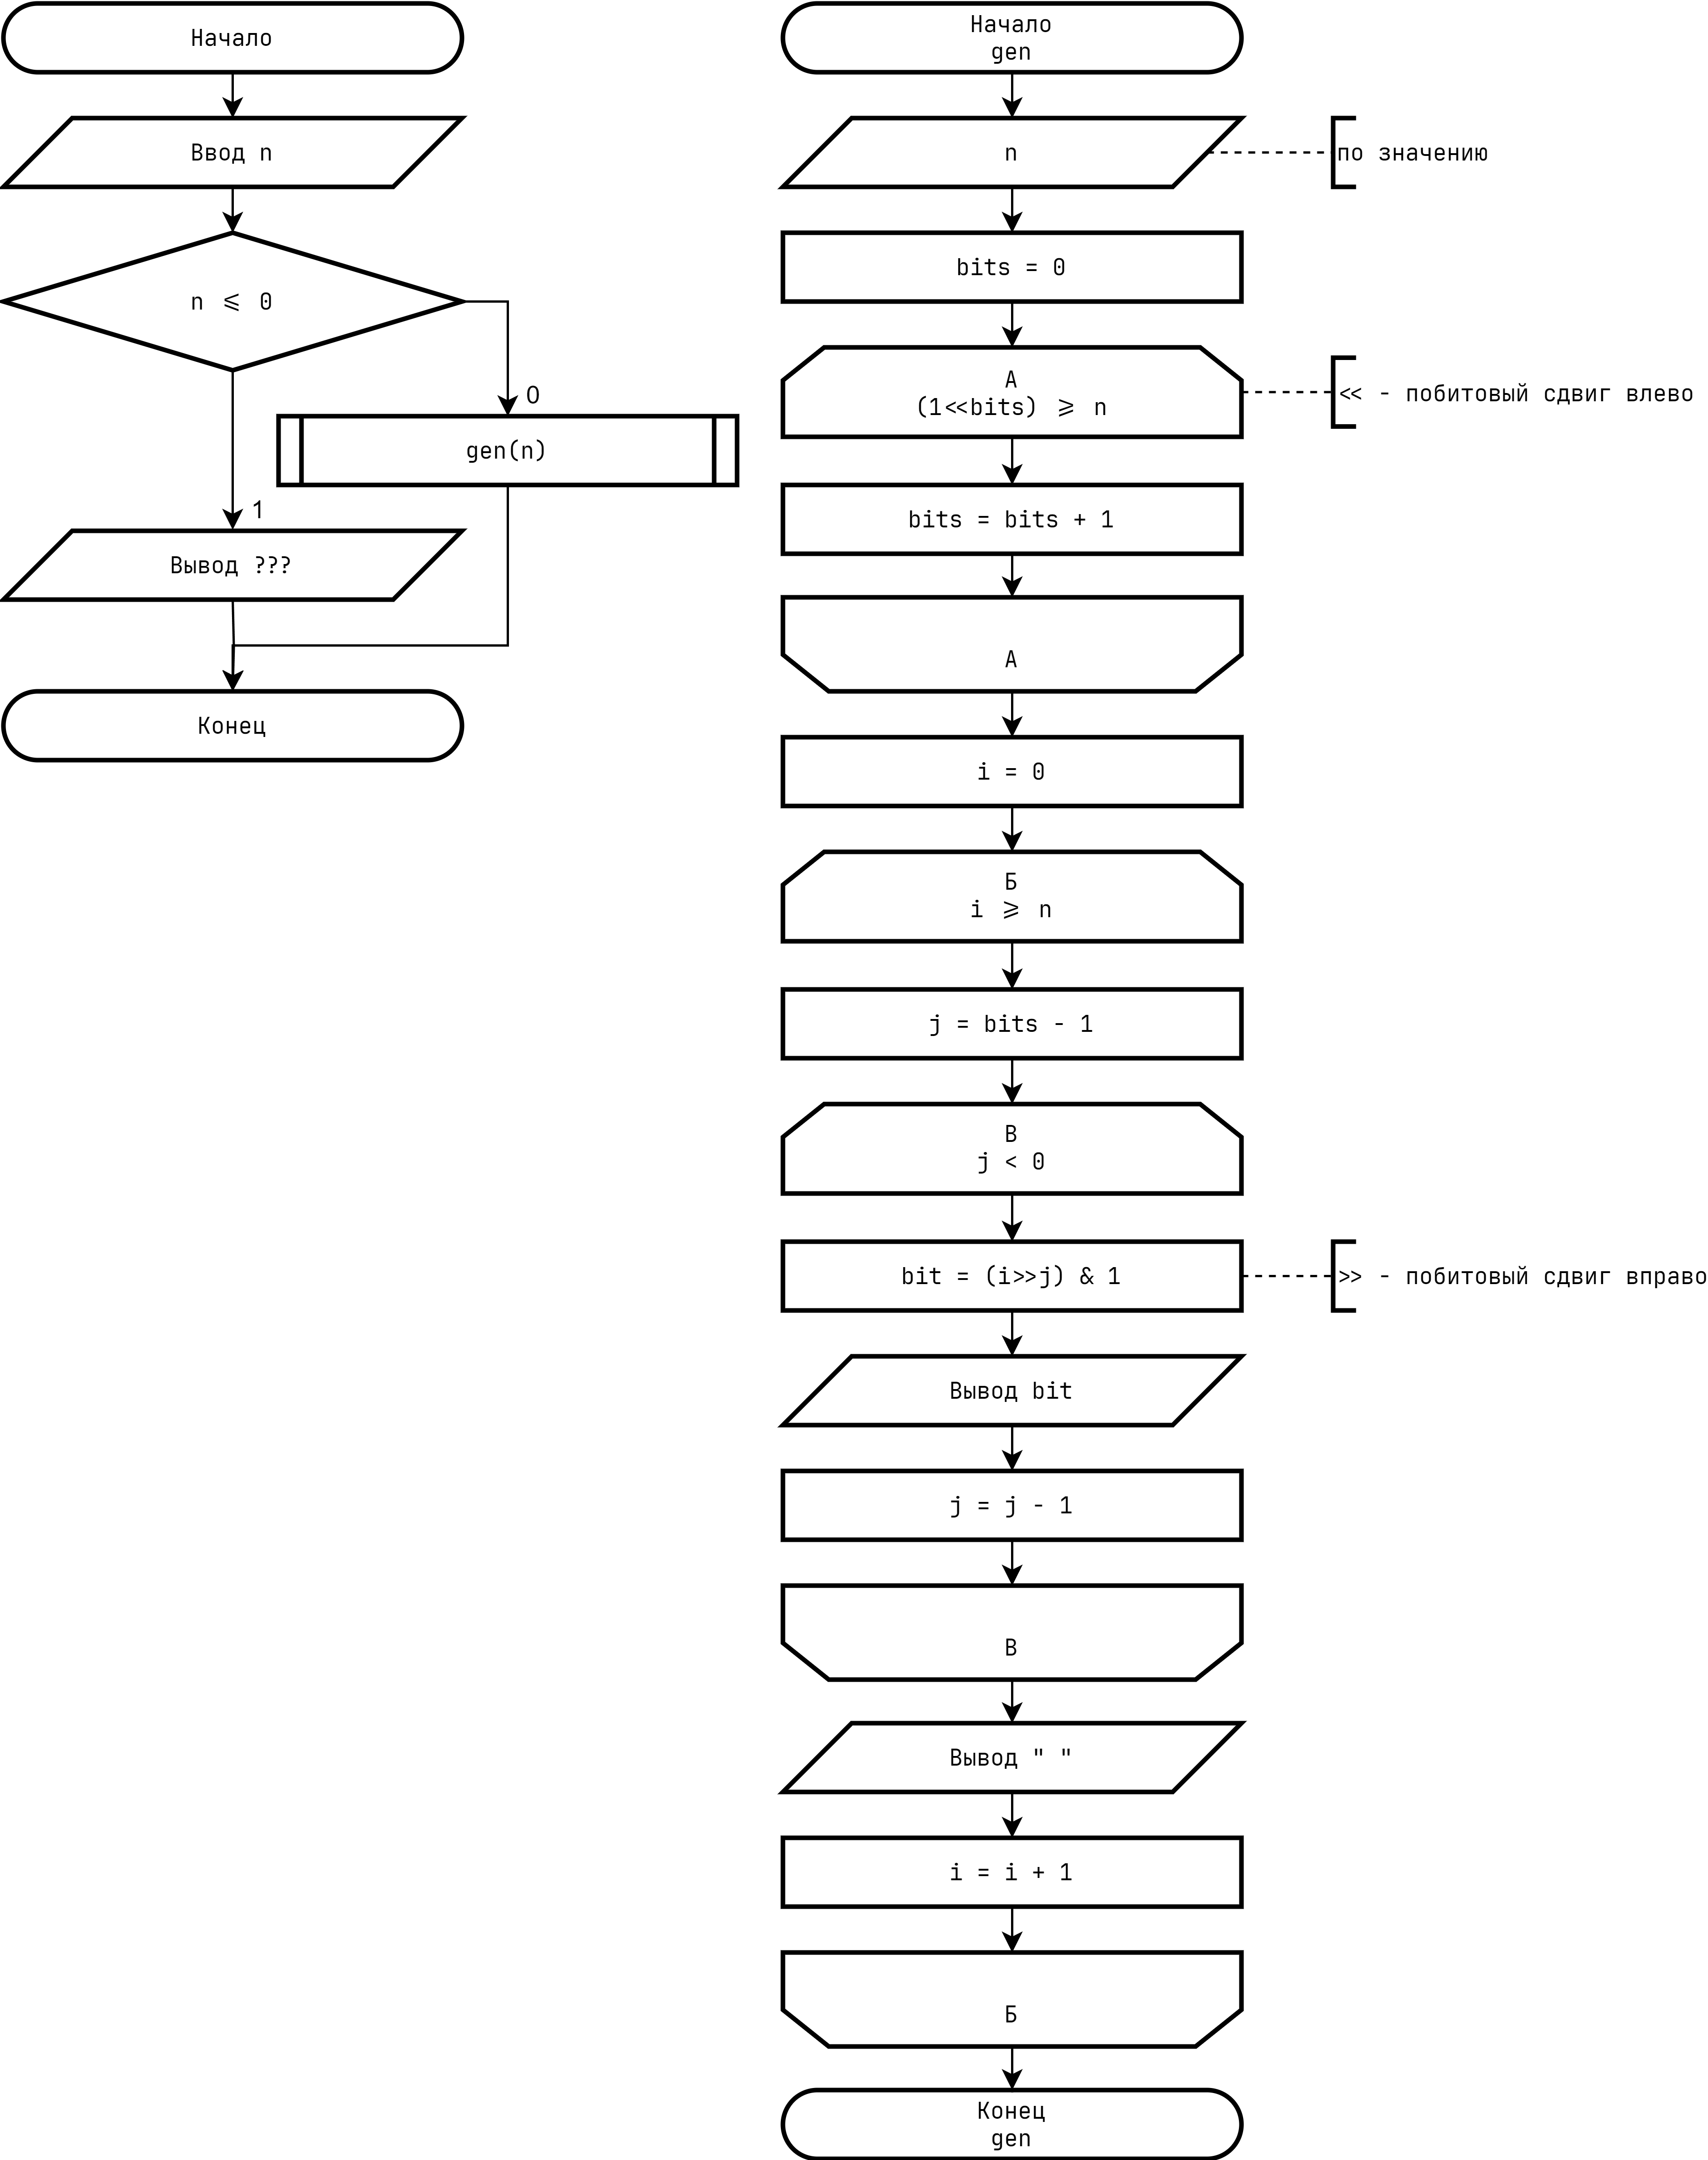 Начало
Ввод n
n ⩽ 0
0
gen(n)
1
Вывод ???
Конец
Начало
gen
n
по значению
bits = 0
А
(1<<bits) ⩾ n
<< - побитовый сдвиг влево
bits = bits + 1
А
i = 0
Б
i ⩾ n
j = bits - 1
В
j < 0
bit = (i>>j) & 1
>> - побитовый сдвиг вправо
Вывод bit
j = j - 1
В
Вывод " "
i = i + 1
Б
Конец
gen